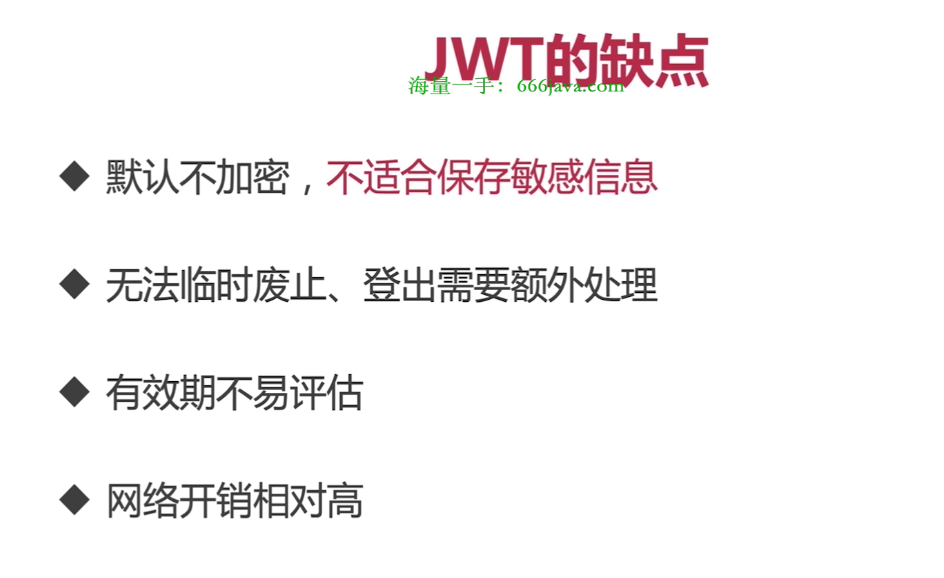 JWT的缺点
海量一手：666java.com
◆ 默认不加密，不适合保存敏感信息
◆ 无法临时废止、登出需要额外处理
◆ 有效期不易评估
◆ 网络开销相对高